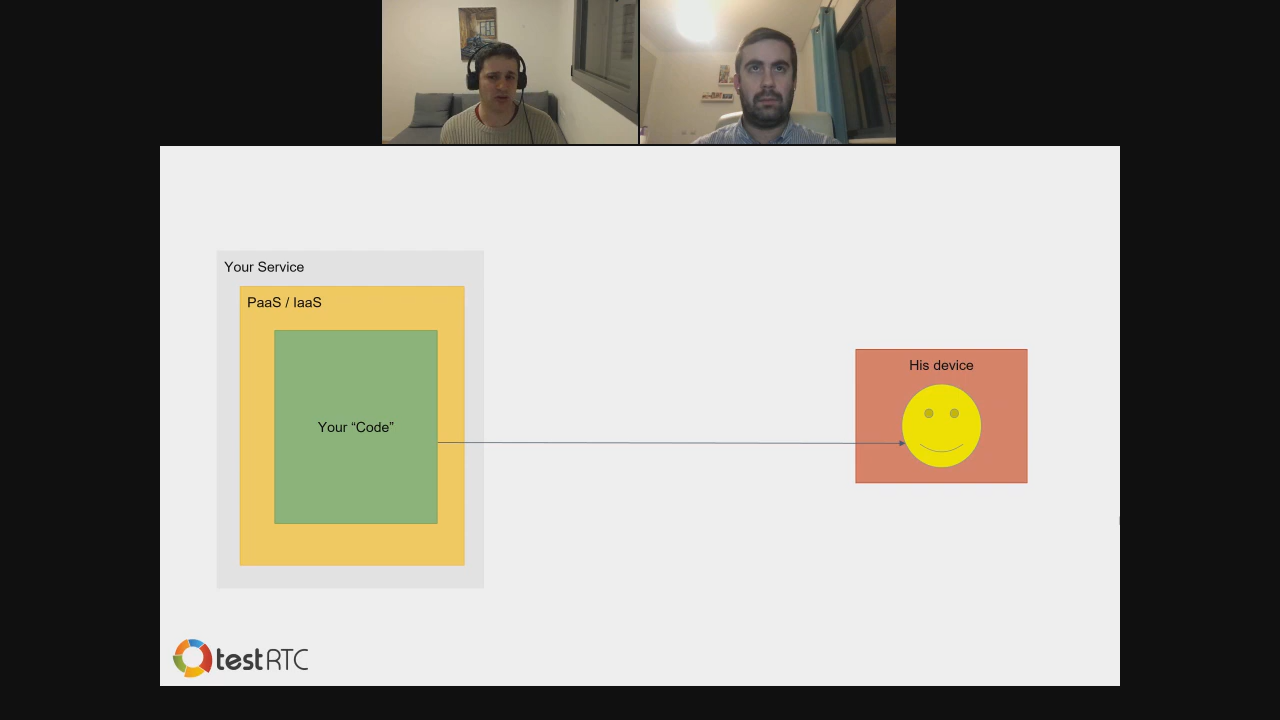 Your Service
PaaS / IaaS
Your “Code”
His device
testRTC